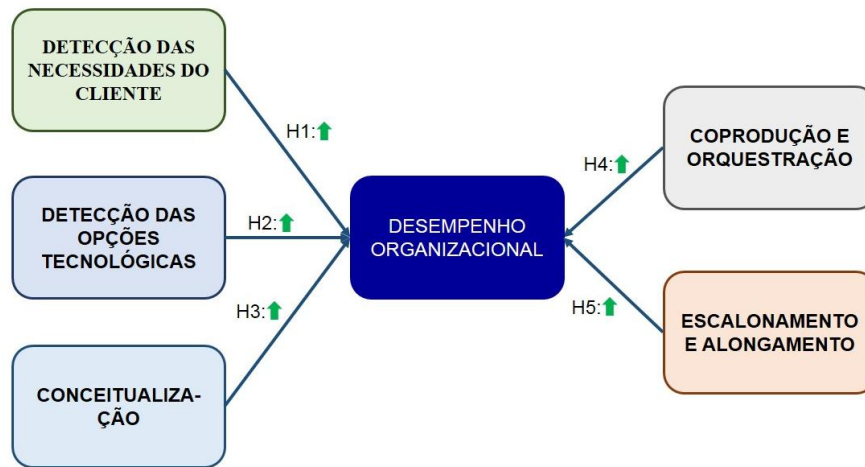 DETECÇÃO DAS
NECESSIDADES DO
CLIENTE
H1:
DETECÇÃO DAS
OPÇÕES
TECNOLÓGICAS
H2:
H3:
CONCEITUALIZA-
ÇÃO
DESEMPENHO
ORGANIZACIONAL
COPRODUÇÃO E
ORQUESTRAÇÃO
H4:
ESCALONAMENTO
E ALONGAMENTO
H5: